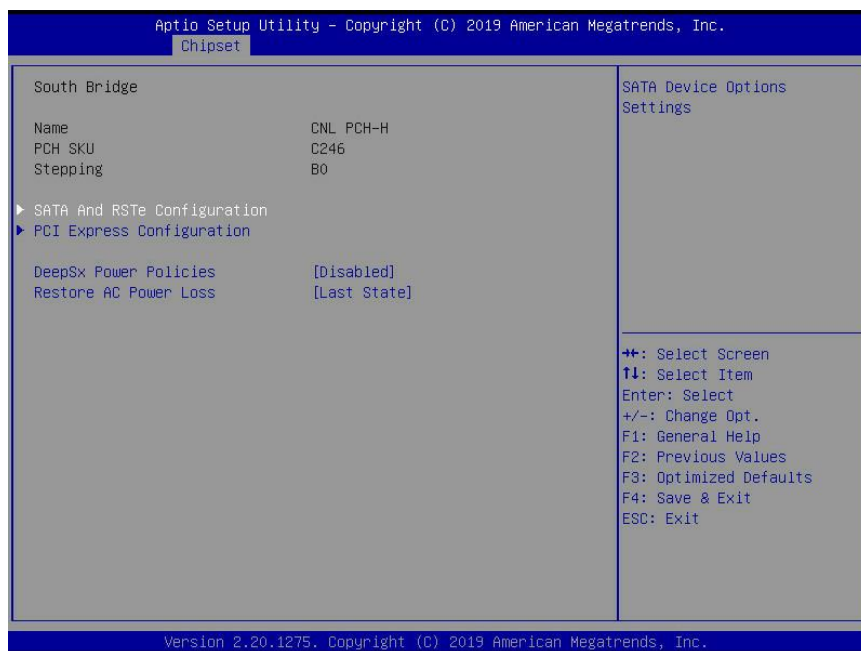 Aptio Setup Utility – Copyright (C) 2019 American Megatrends, Inc.
Chipset
South Bridge
Name CNL PCH-H
PCH SKU C246
Stepping B0
▶ SATA And RSTe Configuration
▶ PCI Express Configuration
DeepSx Power Policies [Disabled]
Restore AC Power Loss [Last State]
SATA Device Options
Settings
→←: Select Screen
↑↓: Select Item
Enter: Select
+/-: Change Opt.
F1: General Help
F2: Previous Values
F3: Optimized Defaults
F4: Save & Exit
ESC: Exit
Version 2.20.1275. Copyright (C) 2019 American Megatrends, Inc.